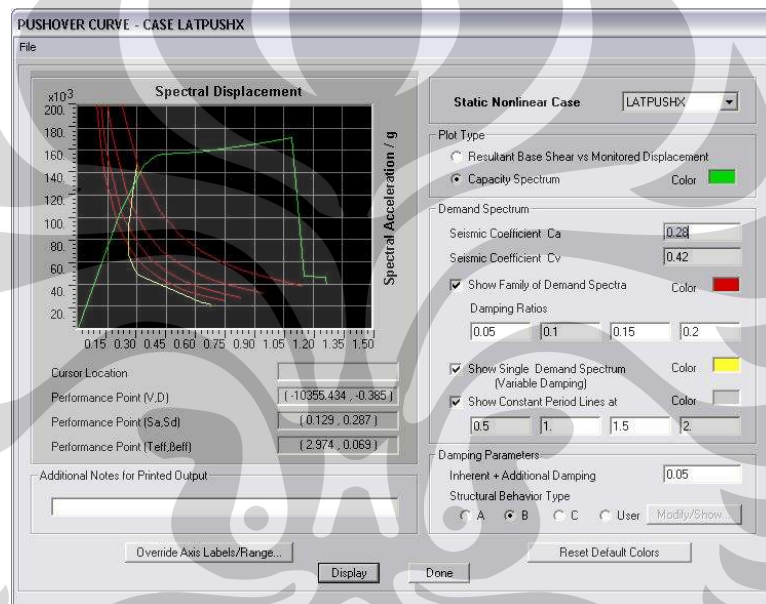 PUSHOVER CURVE - CASE LATPUSHX
File
Spectral Displacement
x10-3
200.
180.
160.
140.
120.
100.
80.
60.
40.
20.
0.15 0.30 0.45 0.60 0.75 0.90 1.05 1.20 1.35 1.50
Spectral Acceleration / g
Cursor Location
Performance Point (V,D) ( -10355.434 , -0.385 )
Performance Point (Sa,Sd) ( 0.129 , 0.287 )
Performance Point (Teff,βeff) ( 2.974 , 0.069 )
Additional Notes for Printed Output
Override Axis Labels/Range...
Static Nonlinear Case LATPUSHX
Plot Type
Resultant Base Shear vs Monitored Displacement
Capacity Spectrum Color
Demand Spectrum
Seismic Coefficient Ca 0.28
Seismic Coefficient Cv 0.42
Show Family of Demand Spectra Color
Damping Ratios
0.05 0.1 0.15 0.2
Show Single Demand Spectrum Color
(Variable Damping)
Show Constant Period Lines at Color
0.5 1. 1.5 2.
Damping Parameters
Inherent + Additional Damping 0.05
Structural Behavior Type
A B C User Modify/Show...
Reset Default Colors
Display Done